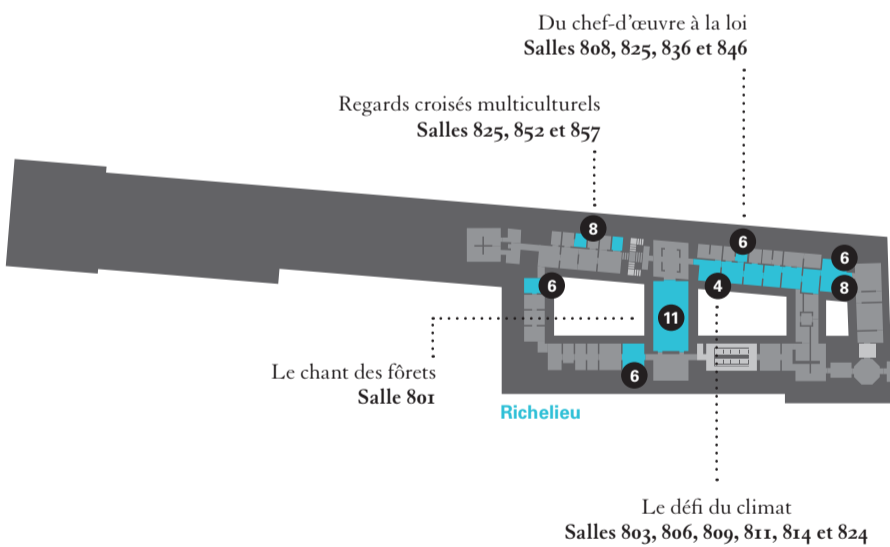 Du chef-d’œuvre à la loi
Salles 808, 825, 836 et 846
Regards croisés multiculturels
Salles 825, 852 et 857
8
6
6
6
4
8
11
Le chant des fôrets
Salle 801
6
Richelieu
Le défi du climat
Salles 803, 806, 809, 811, 814 et 824